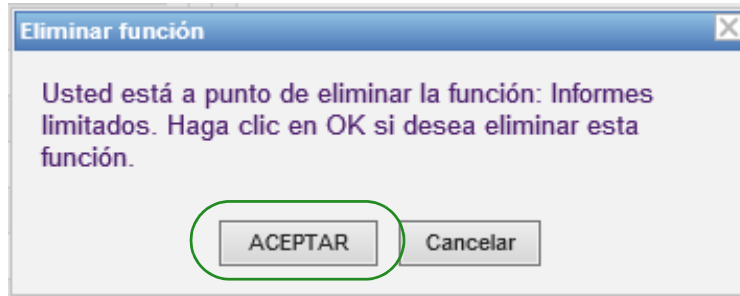 Eliminar función
Usted está a punto de eliminar la función: Informes
limitados. Haga clic en OK si desea eliminar esta
función.
ACEPTAR
Cancelar